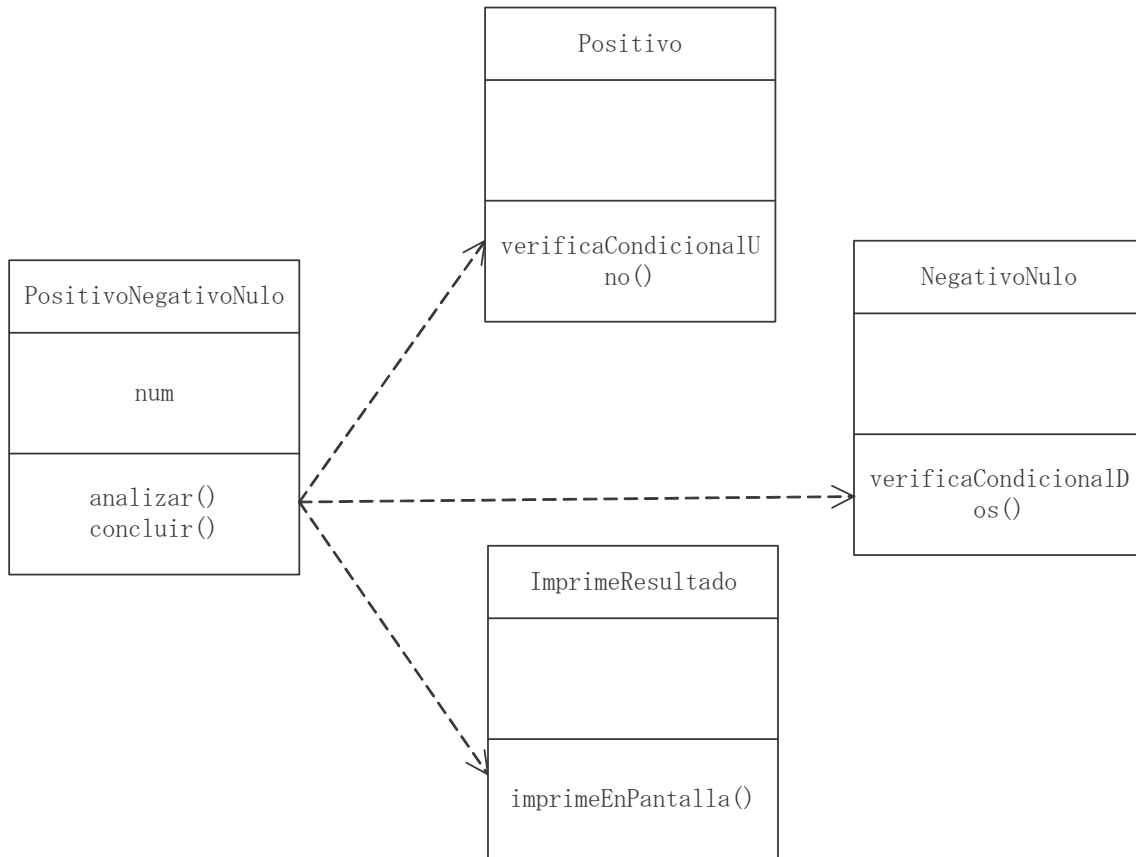 Positivo
verificaCondicionalU
no()
PositivoNegativoNulo
num
analizar()
concluir()
NegativoNulo
verificaCondicionalD
os()
ImprimeResultado
imprimeEnPantalla()